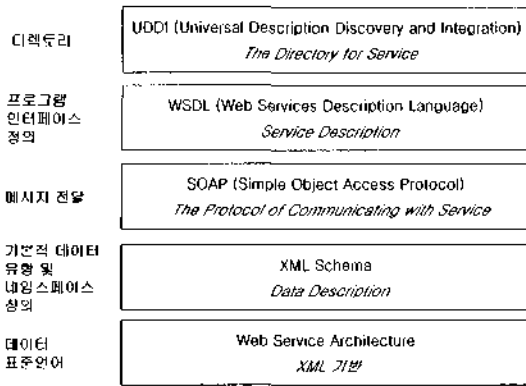 디렉토리
UDDI (Universal Description Discovery and Integration)
The Directory for Service
프로그램
인터페이스
정의
WSDL (Web Services Description Language)
Service Description
메시지 전달
SOAP (Simple Object Access Protocol)
The Protocol of Communicating with Service
기본적 데이터
유형 및
네임스페이스
정의
XML Schema
Data Description
데이터
표준언어
Web Service Architecture
XML 기반